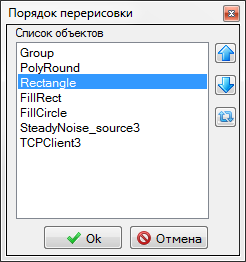 Порядок перерисовки
Список объектов
Group
PolyRound
Rectangle
FillRect
FillCircle
SteadyNoise_source3
TCPClient3
Ok
Отмена